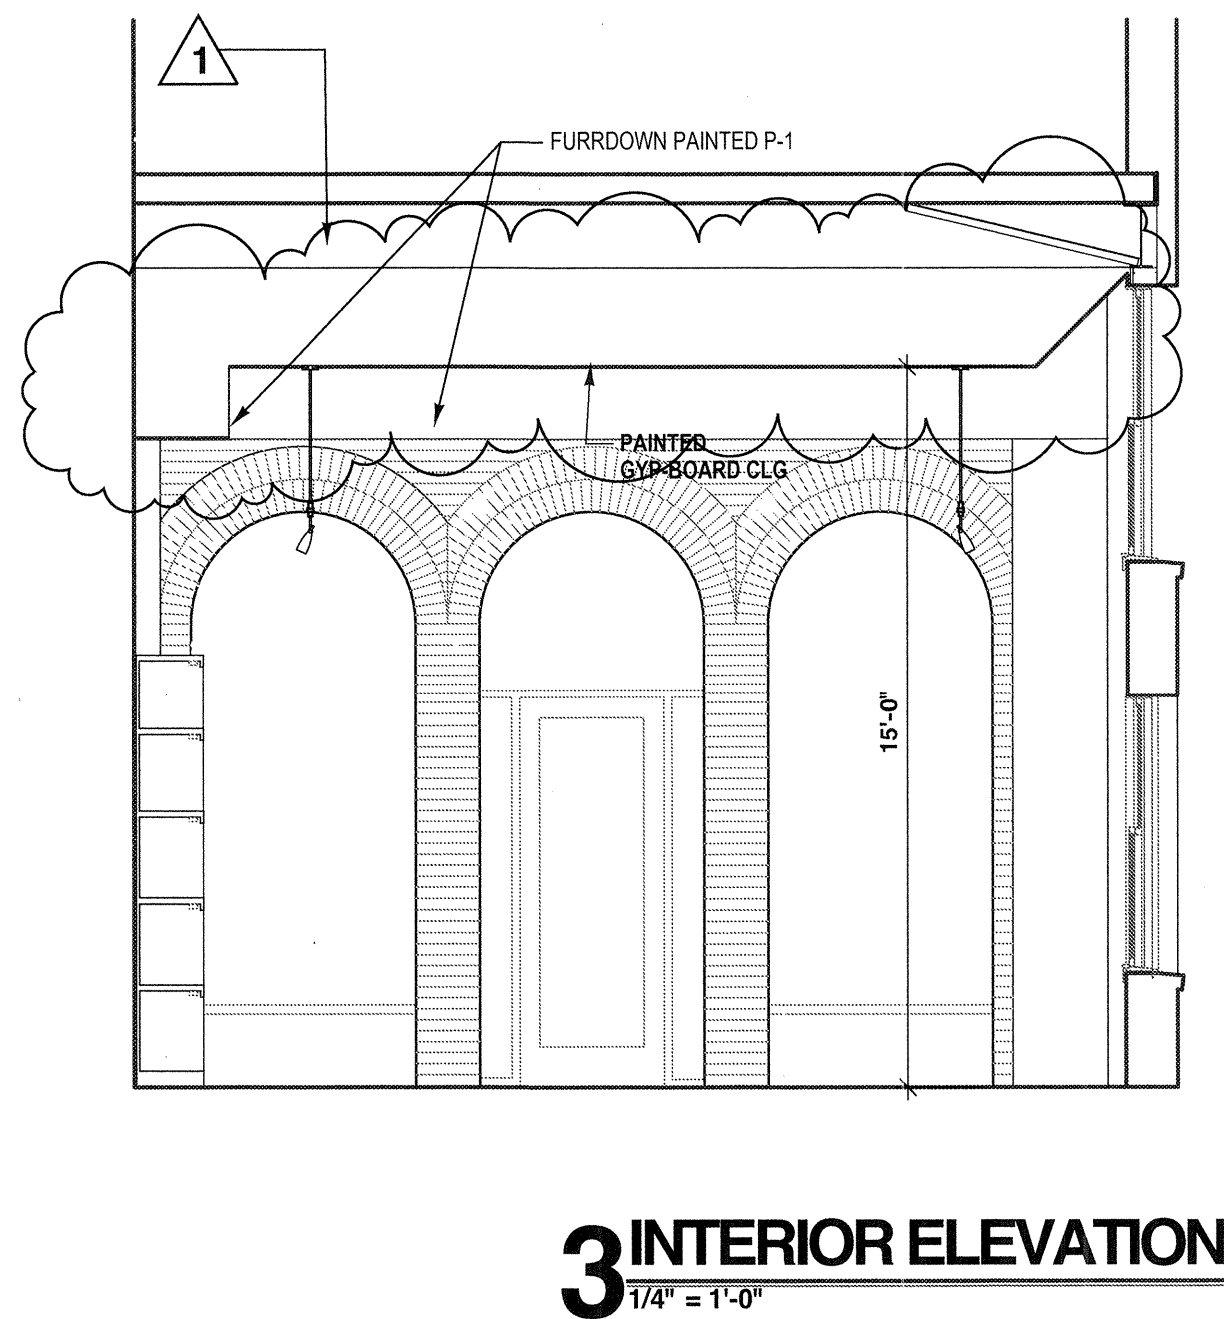 1
FURRDOWN PAINTED P-1
PAINTED
GYP-BOARD CLG
15'-0"
3 INTERIOR ELEVATION
1/4" = 1'-0"